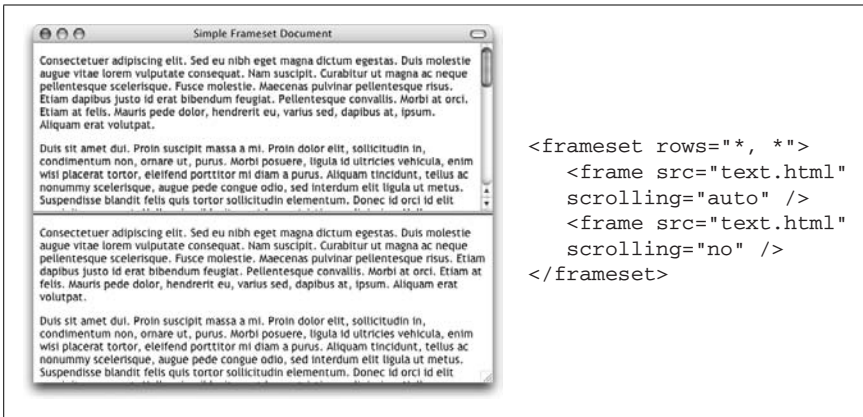 Simple Frameset Document
Consectetuer adipiscing elit. Sed eu nibh eget magna dictum egestas. Duis molestie
augue vitae lorem vulputate consequat. Nam suscipit. Curabitur ut magna ac neque
pellentesque scelerisque. Fusce molestie. Maecenas pulvinar pellentesque risus.
Etiam dapibus justo id erat bibendum feugiat. Pellentesque convallis. Morbi at orci.
Etiam at felis. Mauris pede dolor, hendrerit eu, varius sed, dapibus at, ipsum.
Aliquam erat volutpat.
Duis sit amet dui. Proin suscipit massa a mi. Proin dolor elit, sollicitudin in,
condimentum non, ornare ut, purus. Morbi posuere, ligula id ultricies vehicula, enim
wisi placerat tortor, eleifend porttitor mi diam a purus. Aliquam tincidunt, tellus ac
nonummy scelerisque, augue pede congue odio, sed interdum elit ligula ut metus.
Suspendisse blandit felis quis tortor sollicitudin elementum. Donec id orci id elit
Consectetuer adipiscing elit. Sed eu nibh eget magna dictum egestas. Duis molestie
augue vitae lorem vulputate consequat. Nam suscipit. Curabitur ut magna ac neque
pellentesque scelerisque. Fusce molestie. Maecenas pulvinar pellentesque risus. Etiam
dapibus justo id erat bibendum feugiat. Pellentesque convallis. Morbi at orci. Etiam at
felis. Mauris pede dolor, hendrerit eu, varius sed, dapibus at, ipsum. Aliquam erat
volutpat.
Duis sit amet dui. Proin suscipit massa a mi. Proin dolor elit, sollicitudin in,
condimentum non, ornare ut, purus. Morbi posuere, ligula id ultricies vehicula, enim
wisi placerat tortor, eleifend porttitor mi diam a purus. Aliquam tincidunt, tellus ac
nonummy scelerisque, augue pede congue odio, sed interdum elit ligula ut metus.
Suspendisse blandit felis quis tortor sollicitudin elementum. Donec id orci id elit
<frameset rows="*, *">
<frame src="text.html"
scrolling="auto" />
<frame src="text.html"
scrolling="no" />
</frameset>